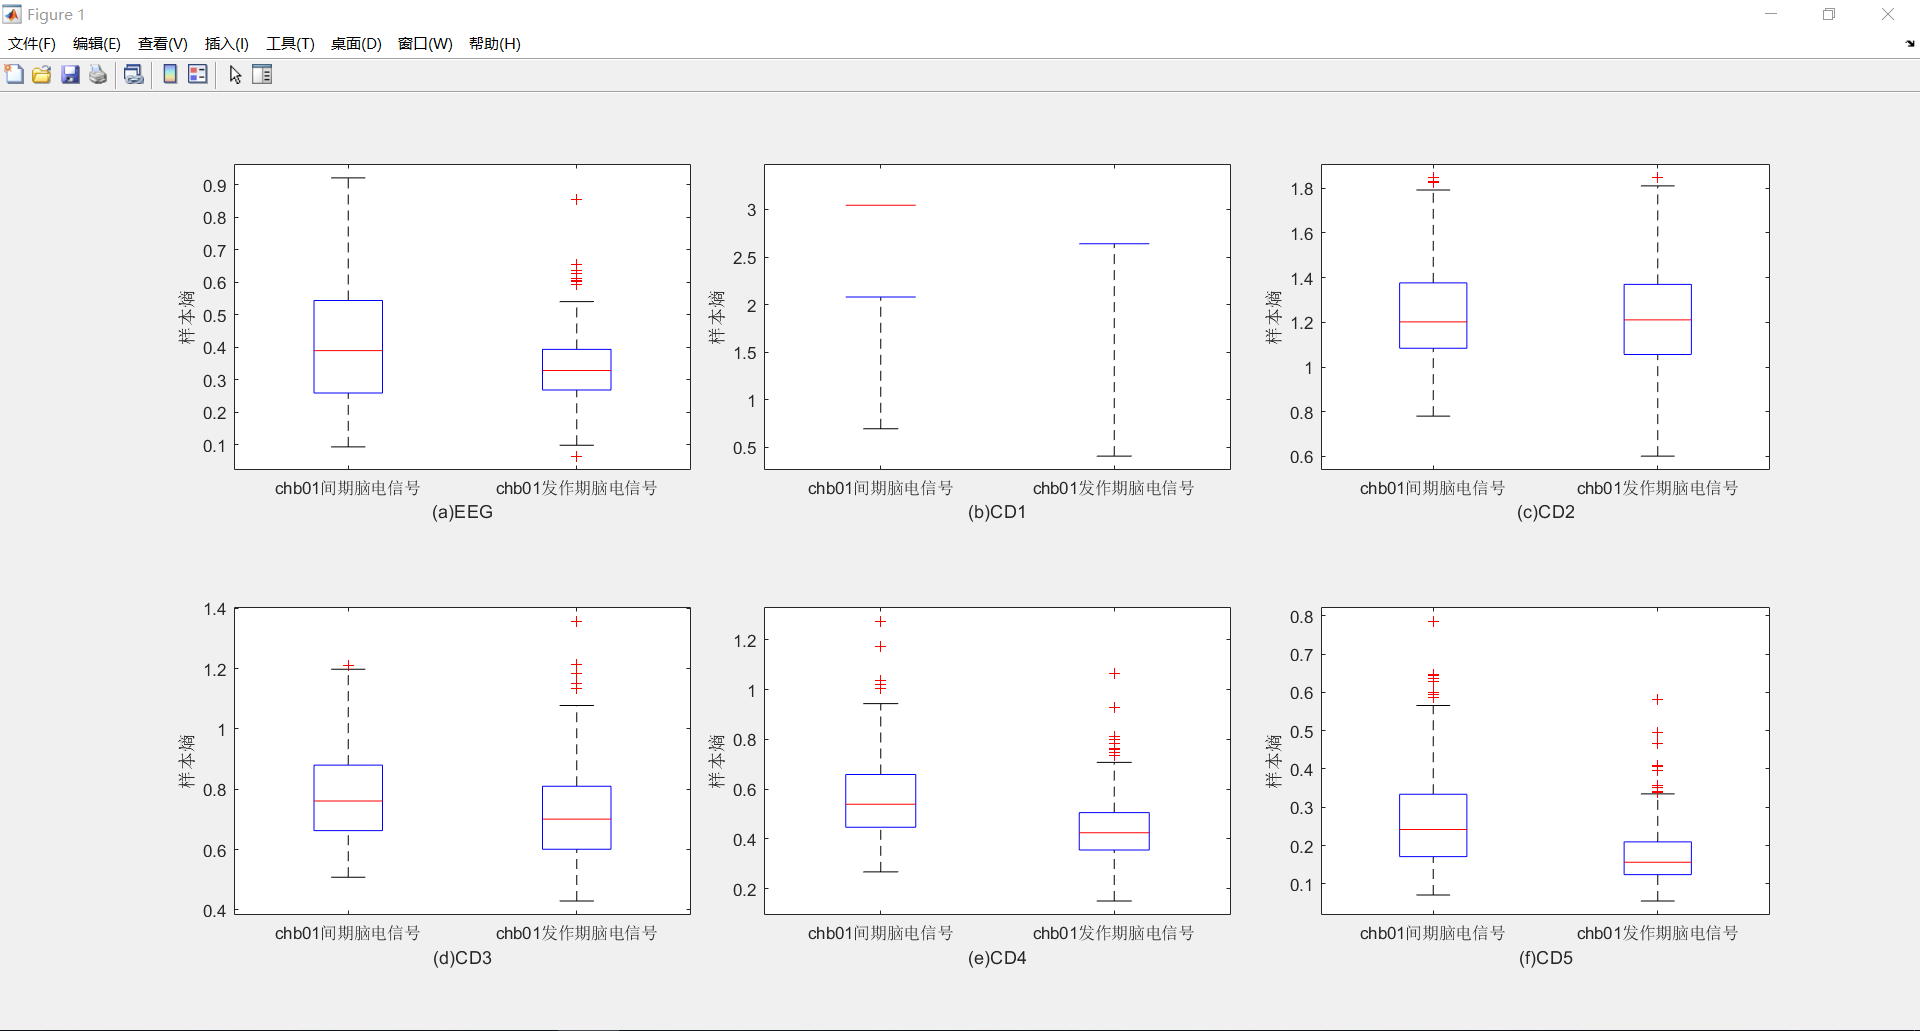 Figure 1
文件(F) 编辑(E) 查看(V) 插入(I) 工具(T) 桌面(D) 窗口(W) 帮助(H)
0.9
0.8
0.7
0.6
0.5
0.4
0.3
0.2
0.1
样本熵
chb01间期脑电信号 chb01发作期脑电信号
(a)EEG
3
2.5
2
1.5
1
0.5
样本熵
chb01间期脑电信号 chb01发作期脑电信号
(b)CD1
1.8
1.6
1.4
1.2
1
0.8
0.6
样本熵
chb01间期脑电信号 chb01发作期脑电信号
(c)CD2
1.4
1.2
1
0.8
0.6
0.4
样本熵
chb01间期脑电信号 chb01发作期脑电信号
(d)CD3
1.2
1
0.8
0.6
0.4
0.2
样本熵
chb01间期脑电信号 chb01发作期脑电信号
(e)CD4
0.8
0.7
0.6
0.5
0.4
0.3
0.2
0.1
样本熵
chb01间期脑电信号 chb01发作期脑电信号
(f)CD5